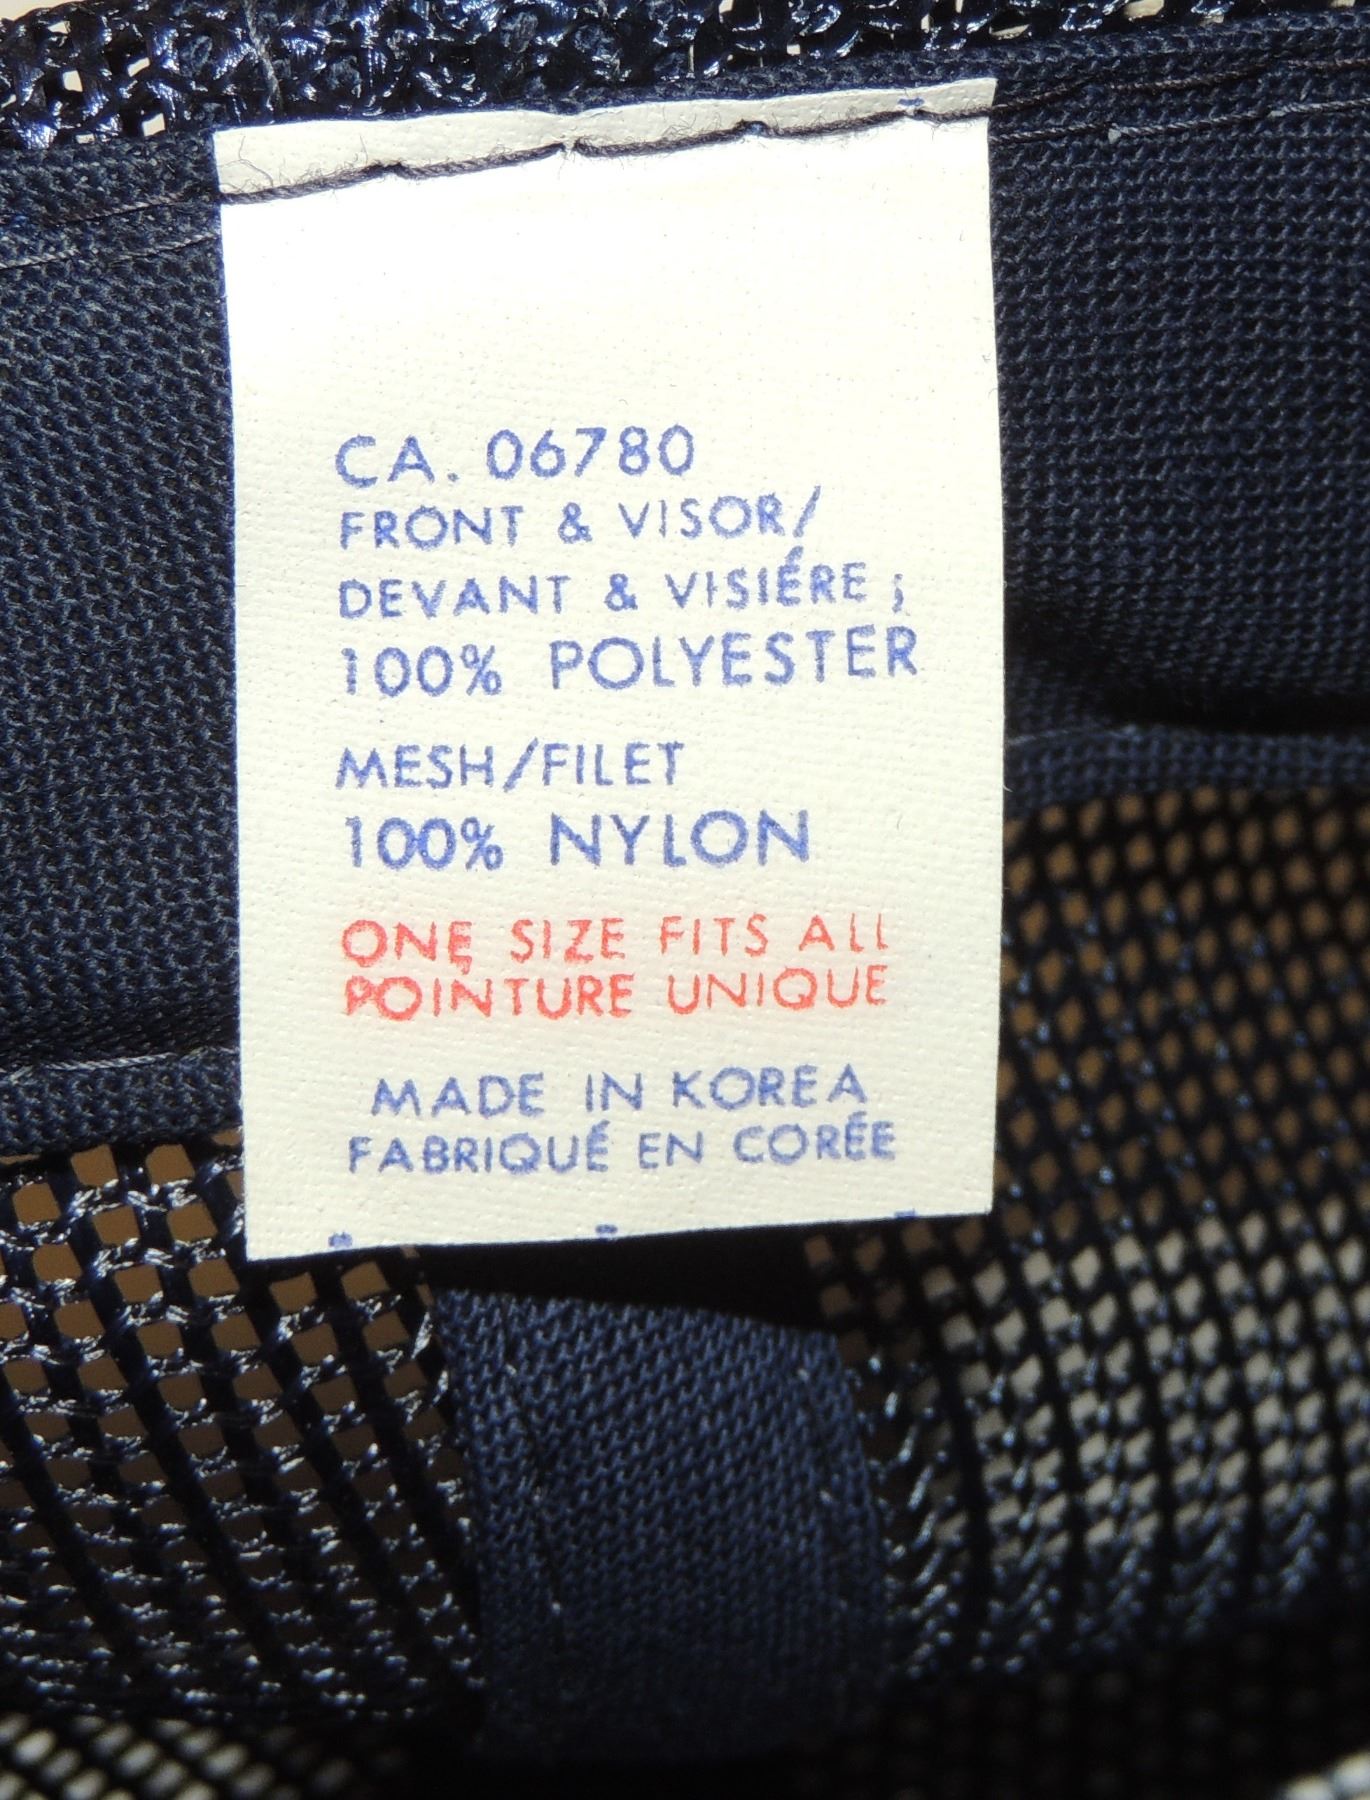 CA. 06780
FRONT & VISOR/
DEVANT & VISIÉRE ;
100% POLYESTER
MESH/FILET
100% NYLON
ONE SIZE FITS ALL
POINTURE UNIQUE
MADE IN KOREA
FABRIQUÉ EN CORÉE